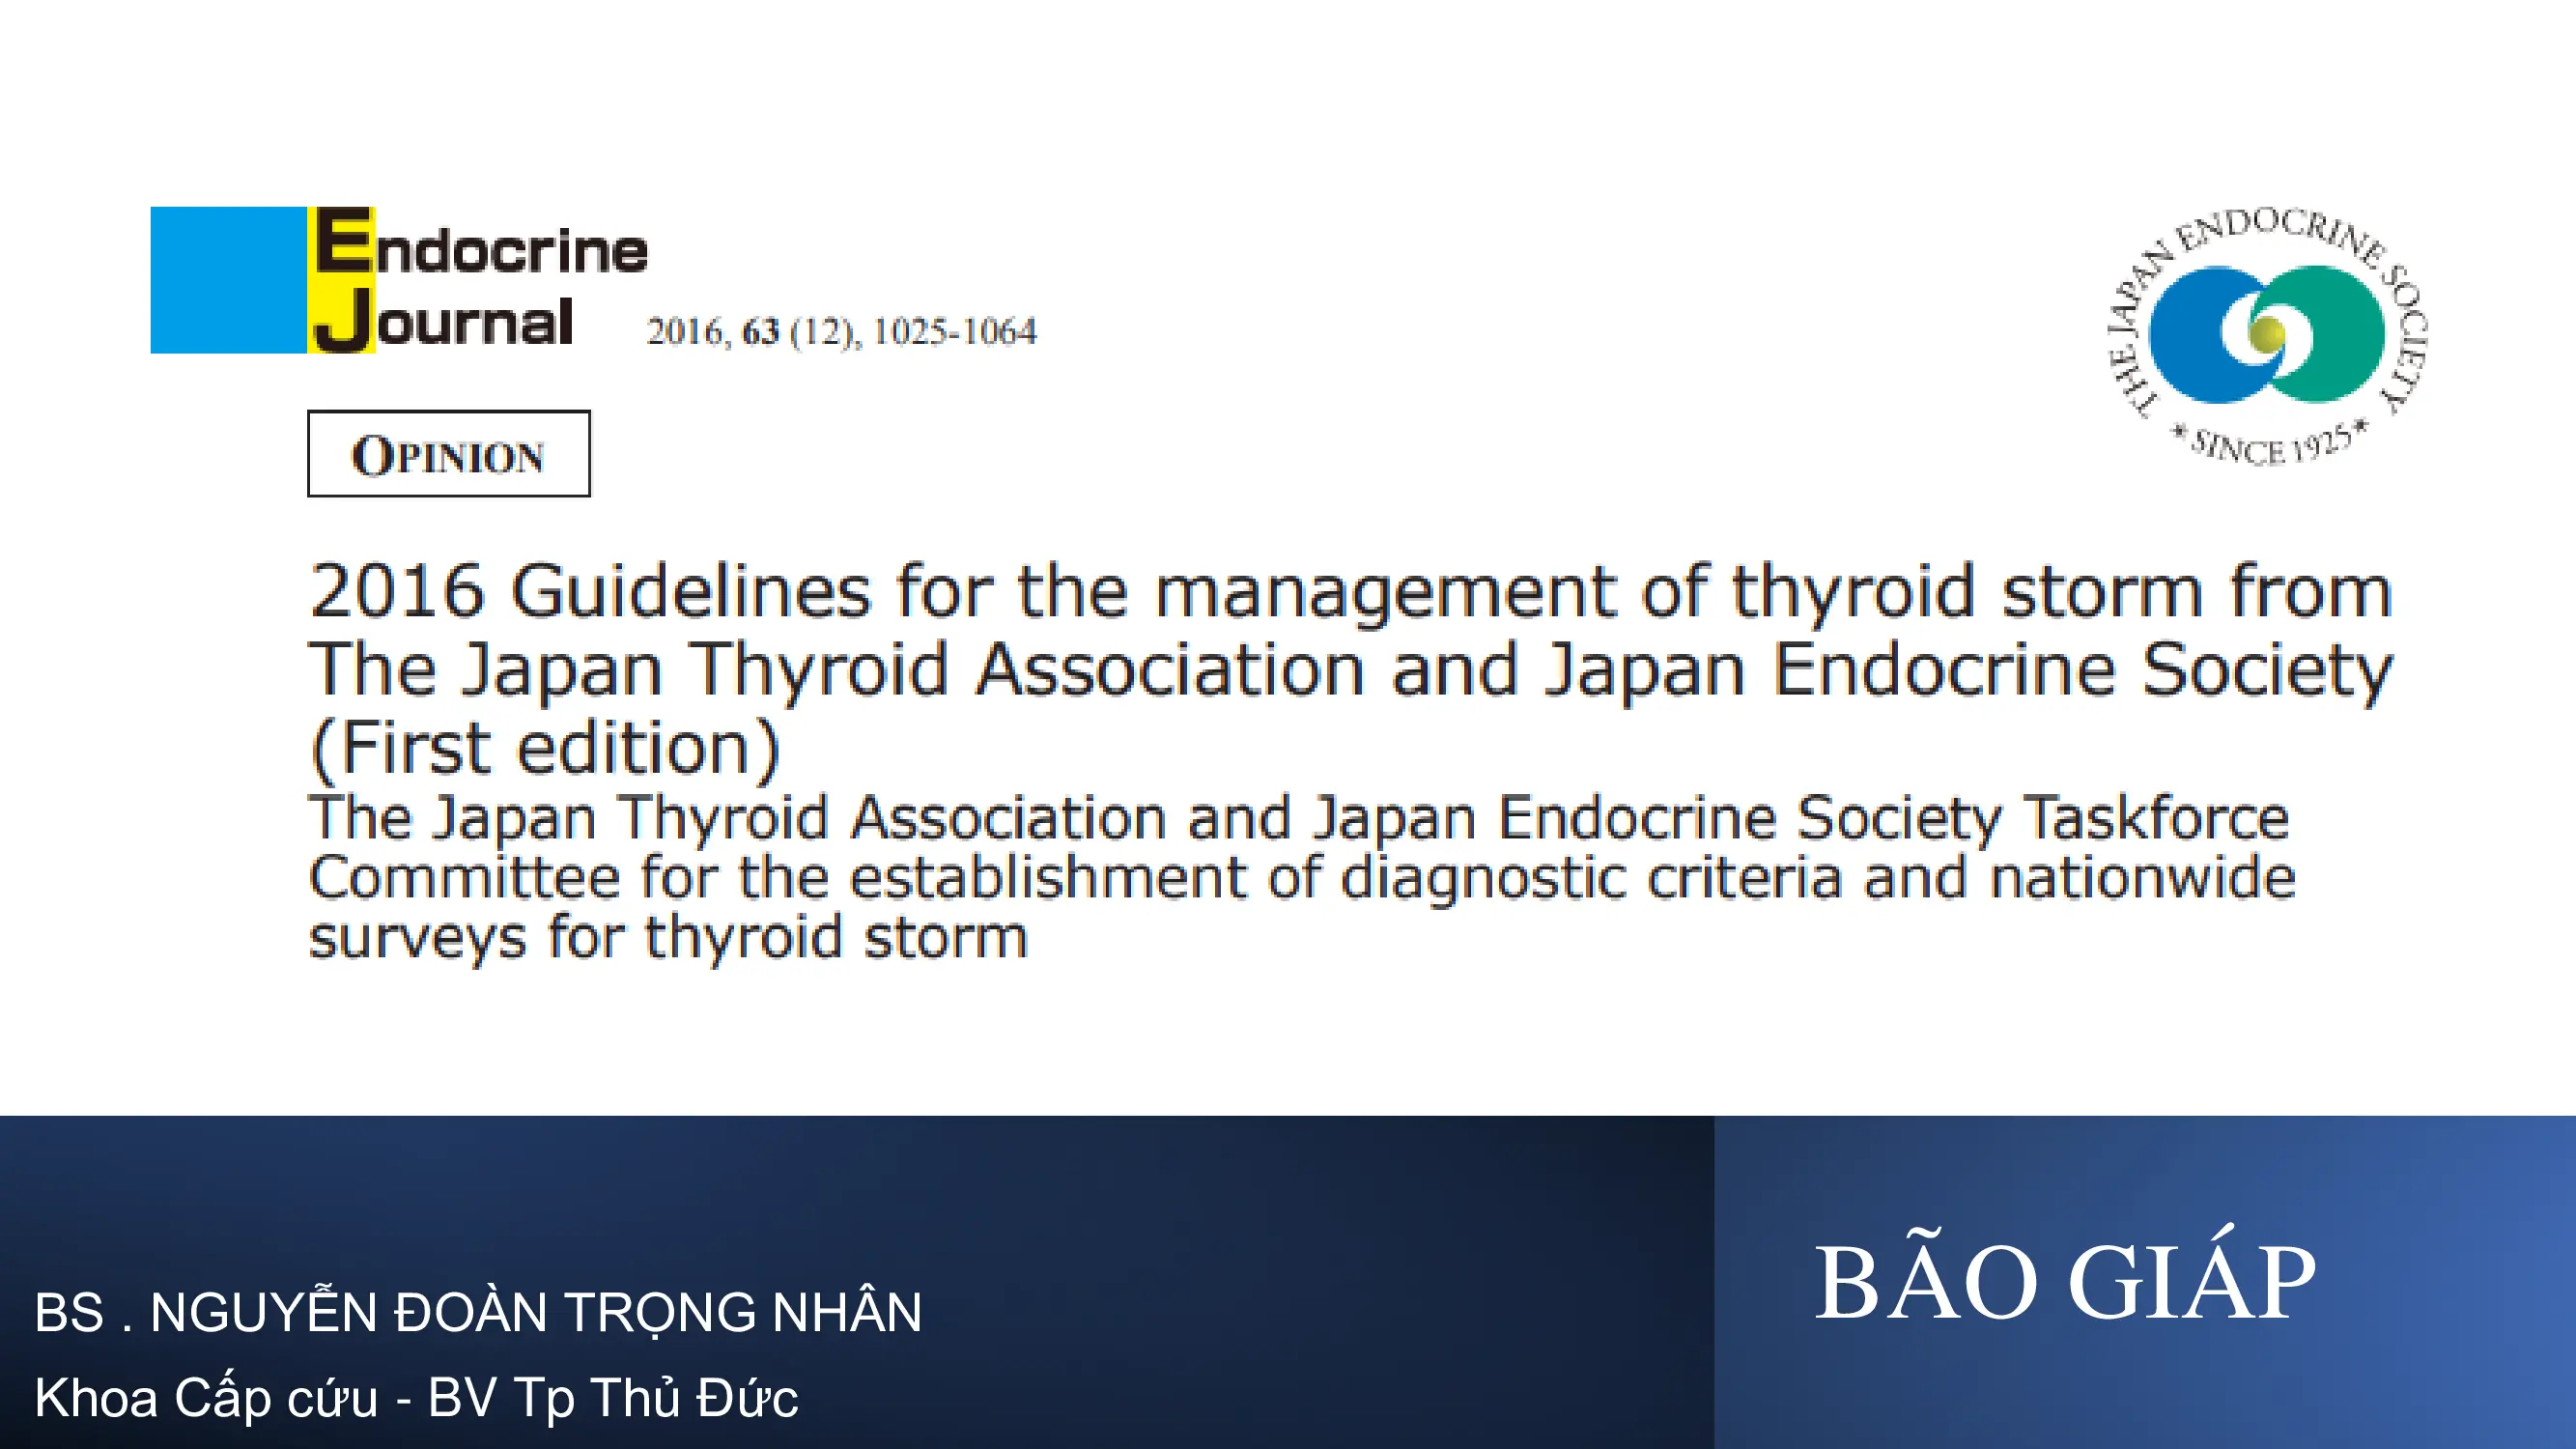 Endocrine
Journal 2016, 63 (12), 1025-1064
THE JAPAN ENDOCRINE SOCIETY
* SINCE 1925 *
OPINION
2016 Guidelines for the management of thyroid storm from
The Japan Thyroid Association and Japan Endocrine Society
(First edition)
The Japan Thyroid Association and Japan Endocrine Society Taskforce
Committee for the establishment of diagnostic criteria and nationwide
surveys for thyroid storm
BS . NGUYỄN ĐOÀN TRỌNG NHÂN
Khoa Cấp cứu - BV Tp Thủ Đức
BÃO GIÁP